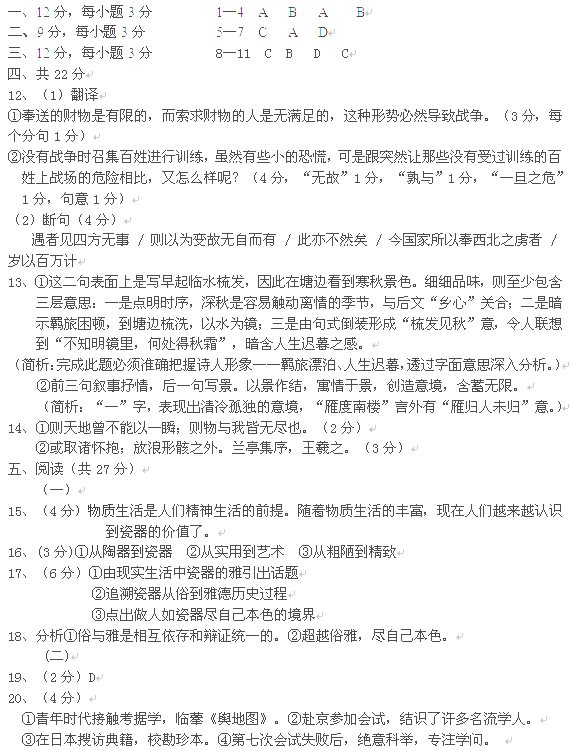 一、12分，每小题3分 1—4 A B A B
二、9分，每小题3分 5—7 C A D
三、12分，每小题3分 8—11 C B D C
四、共22分
12、（1）翻译
①奉送的财物是有限的，而索求财物的人是无满足的，这种形势必然导致战争。（3分，每
个分句1分）
②没有战争时召集百姓进行训练，虽然有些小的恐慌，可是跟突然让那些没有受过训练的百
姓上战场的危险相比，又怎么样呢？（4分，“无故”1分，“孰与”1分，“一旦之危”
1分，句意1分）
（2）断句（4分）
遇者见四方无事 / 则以为变故无自而有 / 此亦不然矣 / 今国家所以奉西北之虏者 /
岁以百万计
13、①这二句表面上是写早起临水梳发，因此在塘边看到寒秋景色。细细品味，则至少包含
三层意思：一是点明时序，深秋是容易触动离情的季节，与后文“乡心”关合；二是暗
示羁旅困顿，到塘边梳洗，以水为镜；三是由句式倒装形成“梳发见秋”意，令人联想
到“不知明镜里，何处得秋霜”，暗含人生迟暮之感。
(简析：完成此题必须准确把握诗人形象——羁旅漂泊、人生迟暮，透过字面意思深入分析。)
②前三句叙事抒情，后一句写景。以景作结，寓情于景，创造意境，含蓄无限。
(简析：“一”字，表现出清冷孤独的意境，“雁度南楼”言外有“雁归人未归”意。)
14、①则天地曾不能以一瞬；则物与我皆无尽也。（2分）
②或取诸怀抱；放浪形骸之外。兰亭集序，王羲之。（3分）
五、阅读（共27分）
（一）
15、（4分）物质生活是人们精神生活的前提。随着物质生活的丰富，现在人们越来越认识
到瓷器的价值了。
16、(3分)①从陶器到瓷器 ②从实用到艺术 ③从粗陋到精致
17、（6分）①由现实生活中瓷器的雅引出话题
②追溯瓷器从俗到雅德历史过程
③点出做人如瓷器尽自己本色的境界
18、分析①俗与雅是相互依存和辩证统一的。②超越俗雅，尽自己本色。
(二)
19、（2分）D
20、（4分）
①青年时代接触考据学，临摹《舆地图》。②赴京参加会试，结识了许多名流学人。
③在日本搜访典籍，校勘珍本。④第七次会试失败后，绝意科举，专注学问。